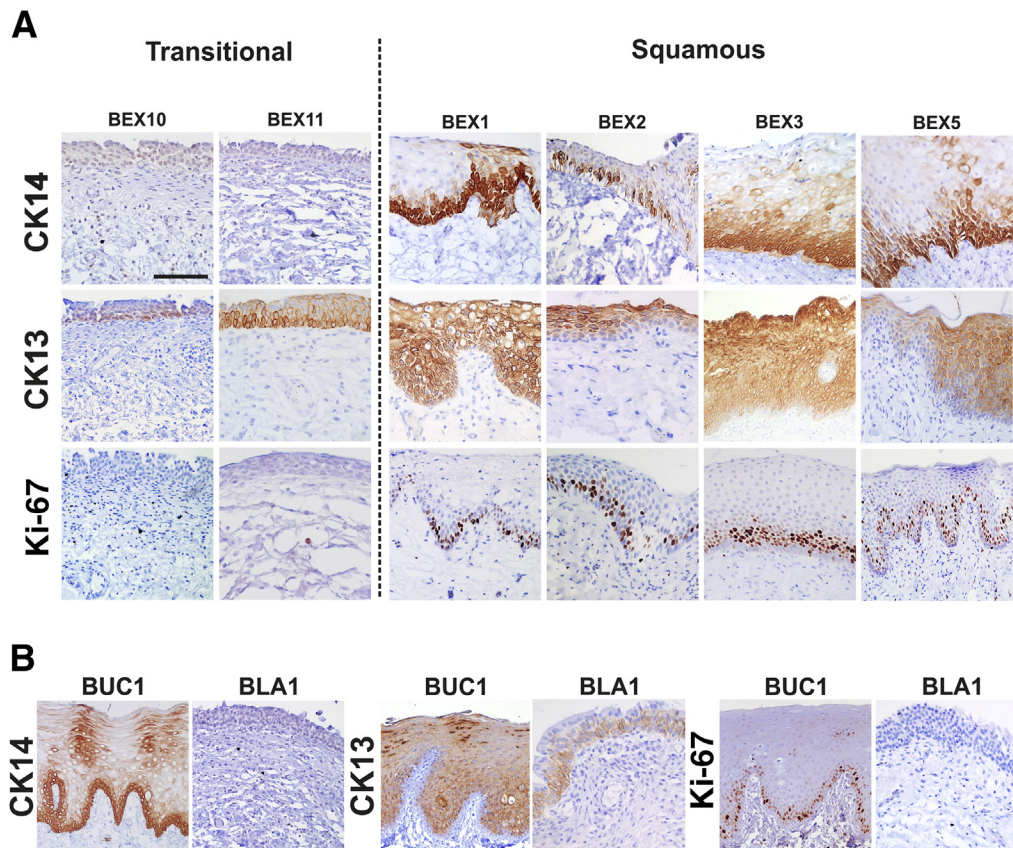 A
Transitional Squamous
BEX10 BEX11 BEX1 BEX2 BEX3 BEX5
CK14
CK13
Ki-67
B
BUC1 BLA1 BUC1 BLA1 BUC1 BLA1
CK14 CK13 Ki-67